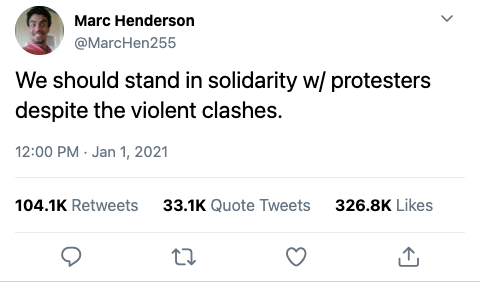 Marc Henderson
@MarcHen255
We should stand in solidarity w/ protesters
despite the violent clashes.
12:00 PM · Jan 1, 2021
104.1K Retweets 33.1K Quote Tweets 326.8K Likes